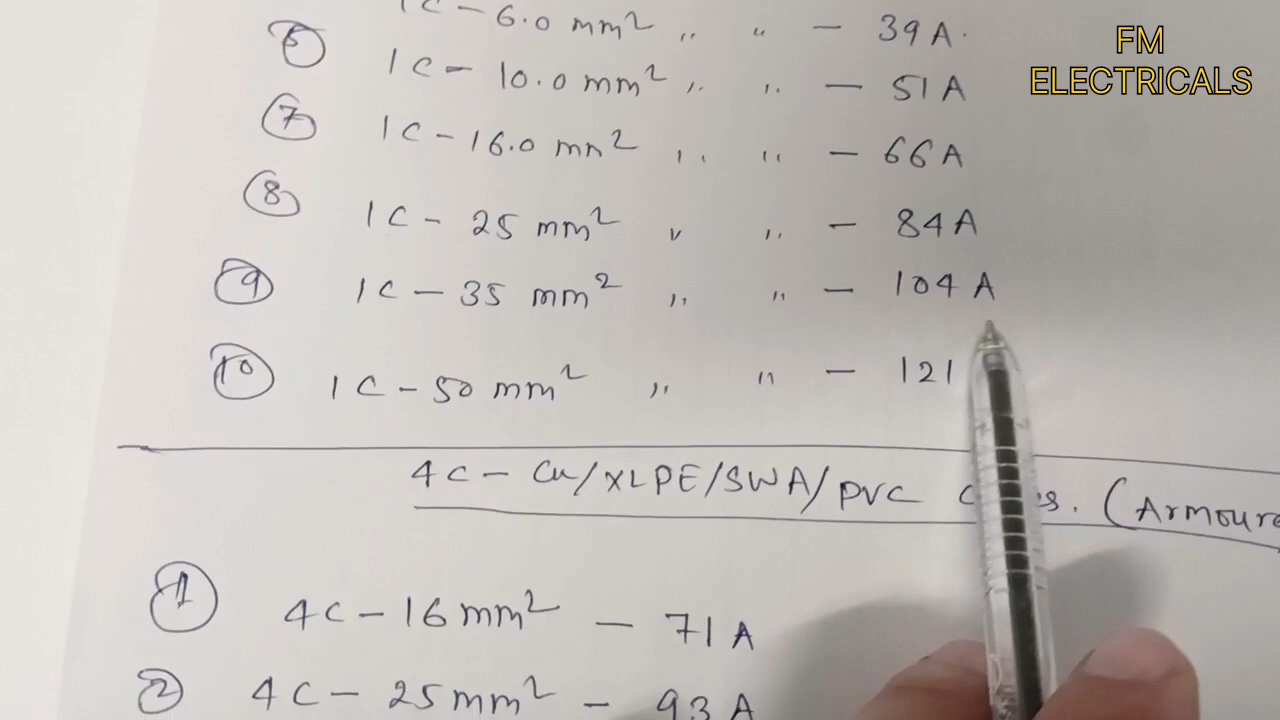 1C - 6.0 mm² ,, ,, - 39A.
6 1C - 10.0 mm² ,, ,, - 51A
7 1C - 16.0 mm² ,, ,, - 66A
8 1C - 25 mm² ,, ,, - 84A
9 1C - 35 mm² ,, ,, - 104A
10 1C - 50 mm² ,, ,, - 121
4C - Cu/XLPE/SWA/PVC (Armour
1 4C - 16 mm² - 71A
2 4C - 25 mm² - 93A
FM
ELECTRICALS